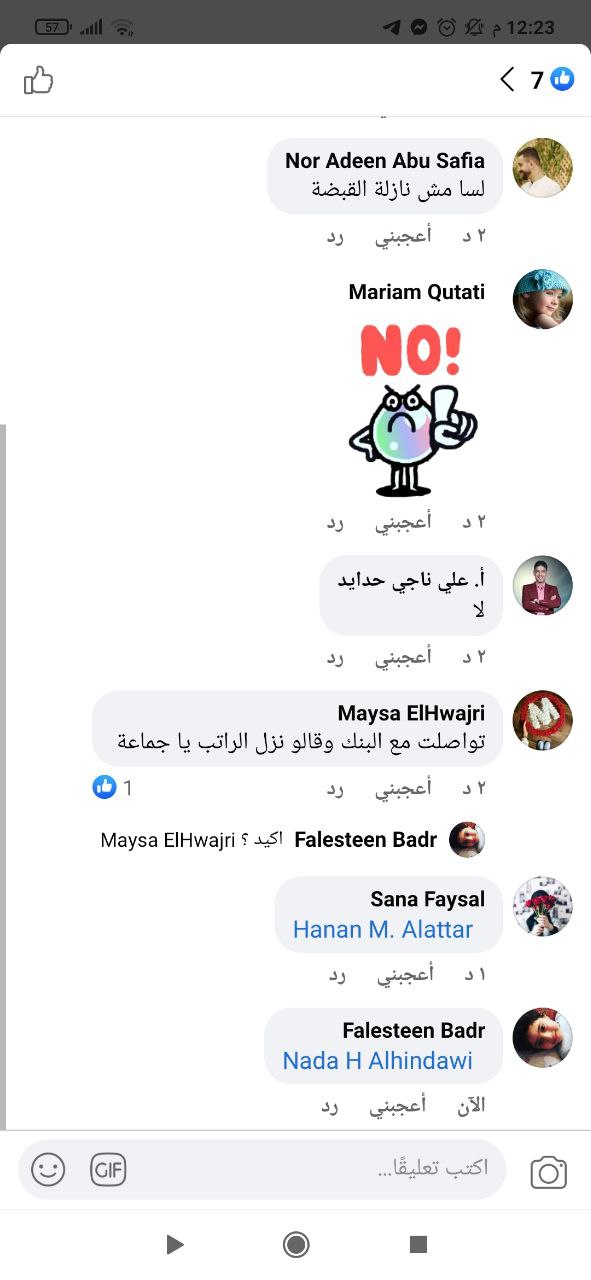 57
12:23 م
7
Nor Adeen Abu Safia
لسا مش نازلة القبضة
٢ د أعجبني رد
Mariam Qutati
NO!
٢ د أعجبني رد
أ. علي ناجي حدايد
لا
٢ د أعجبني رد
Maysa ElHwajri
تواصلت مع البنك وقالو نزل الراتب يا جماعة
٢ د أعجبني رد
1
Falesteen Badr اكيد ؟ Maysa ElHwajri
Sana Faysal
Hanan M. Alattar
١ د أعجبني رد
Falesteen Badr
Nada H Alhindawi
الآن أعجبني رد
اكتب تعليقًا...
GIF